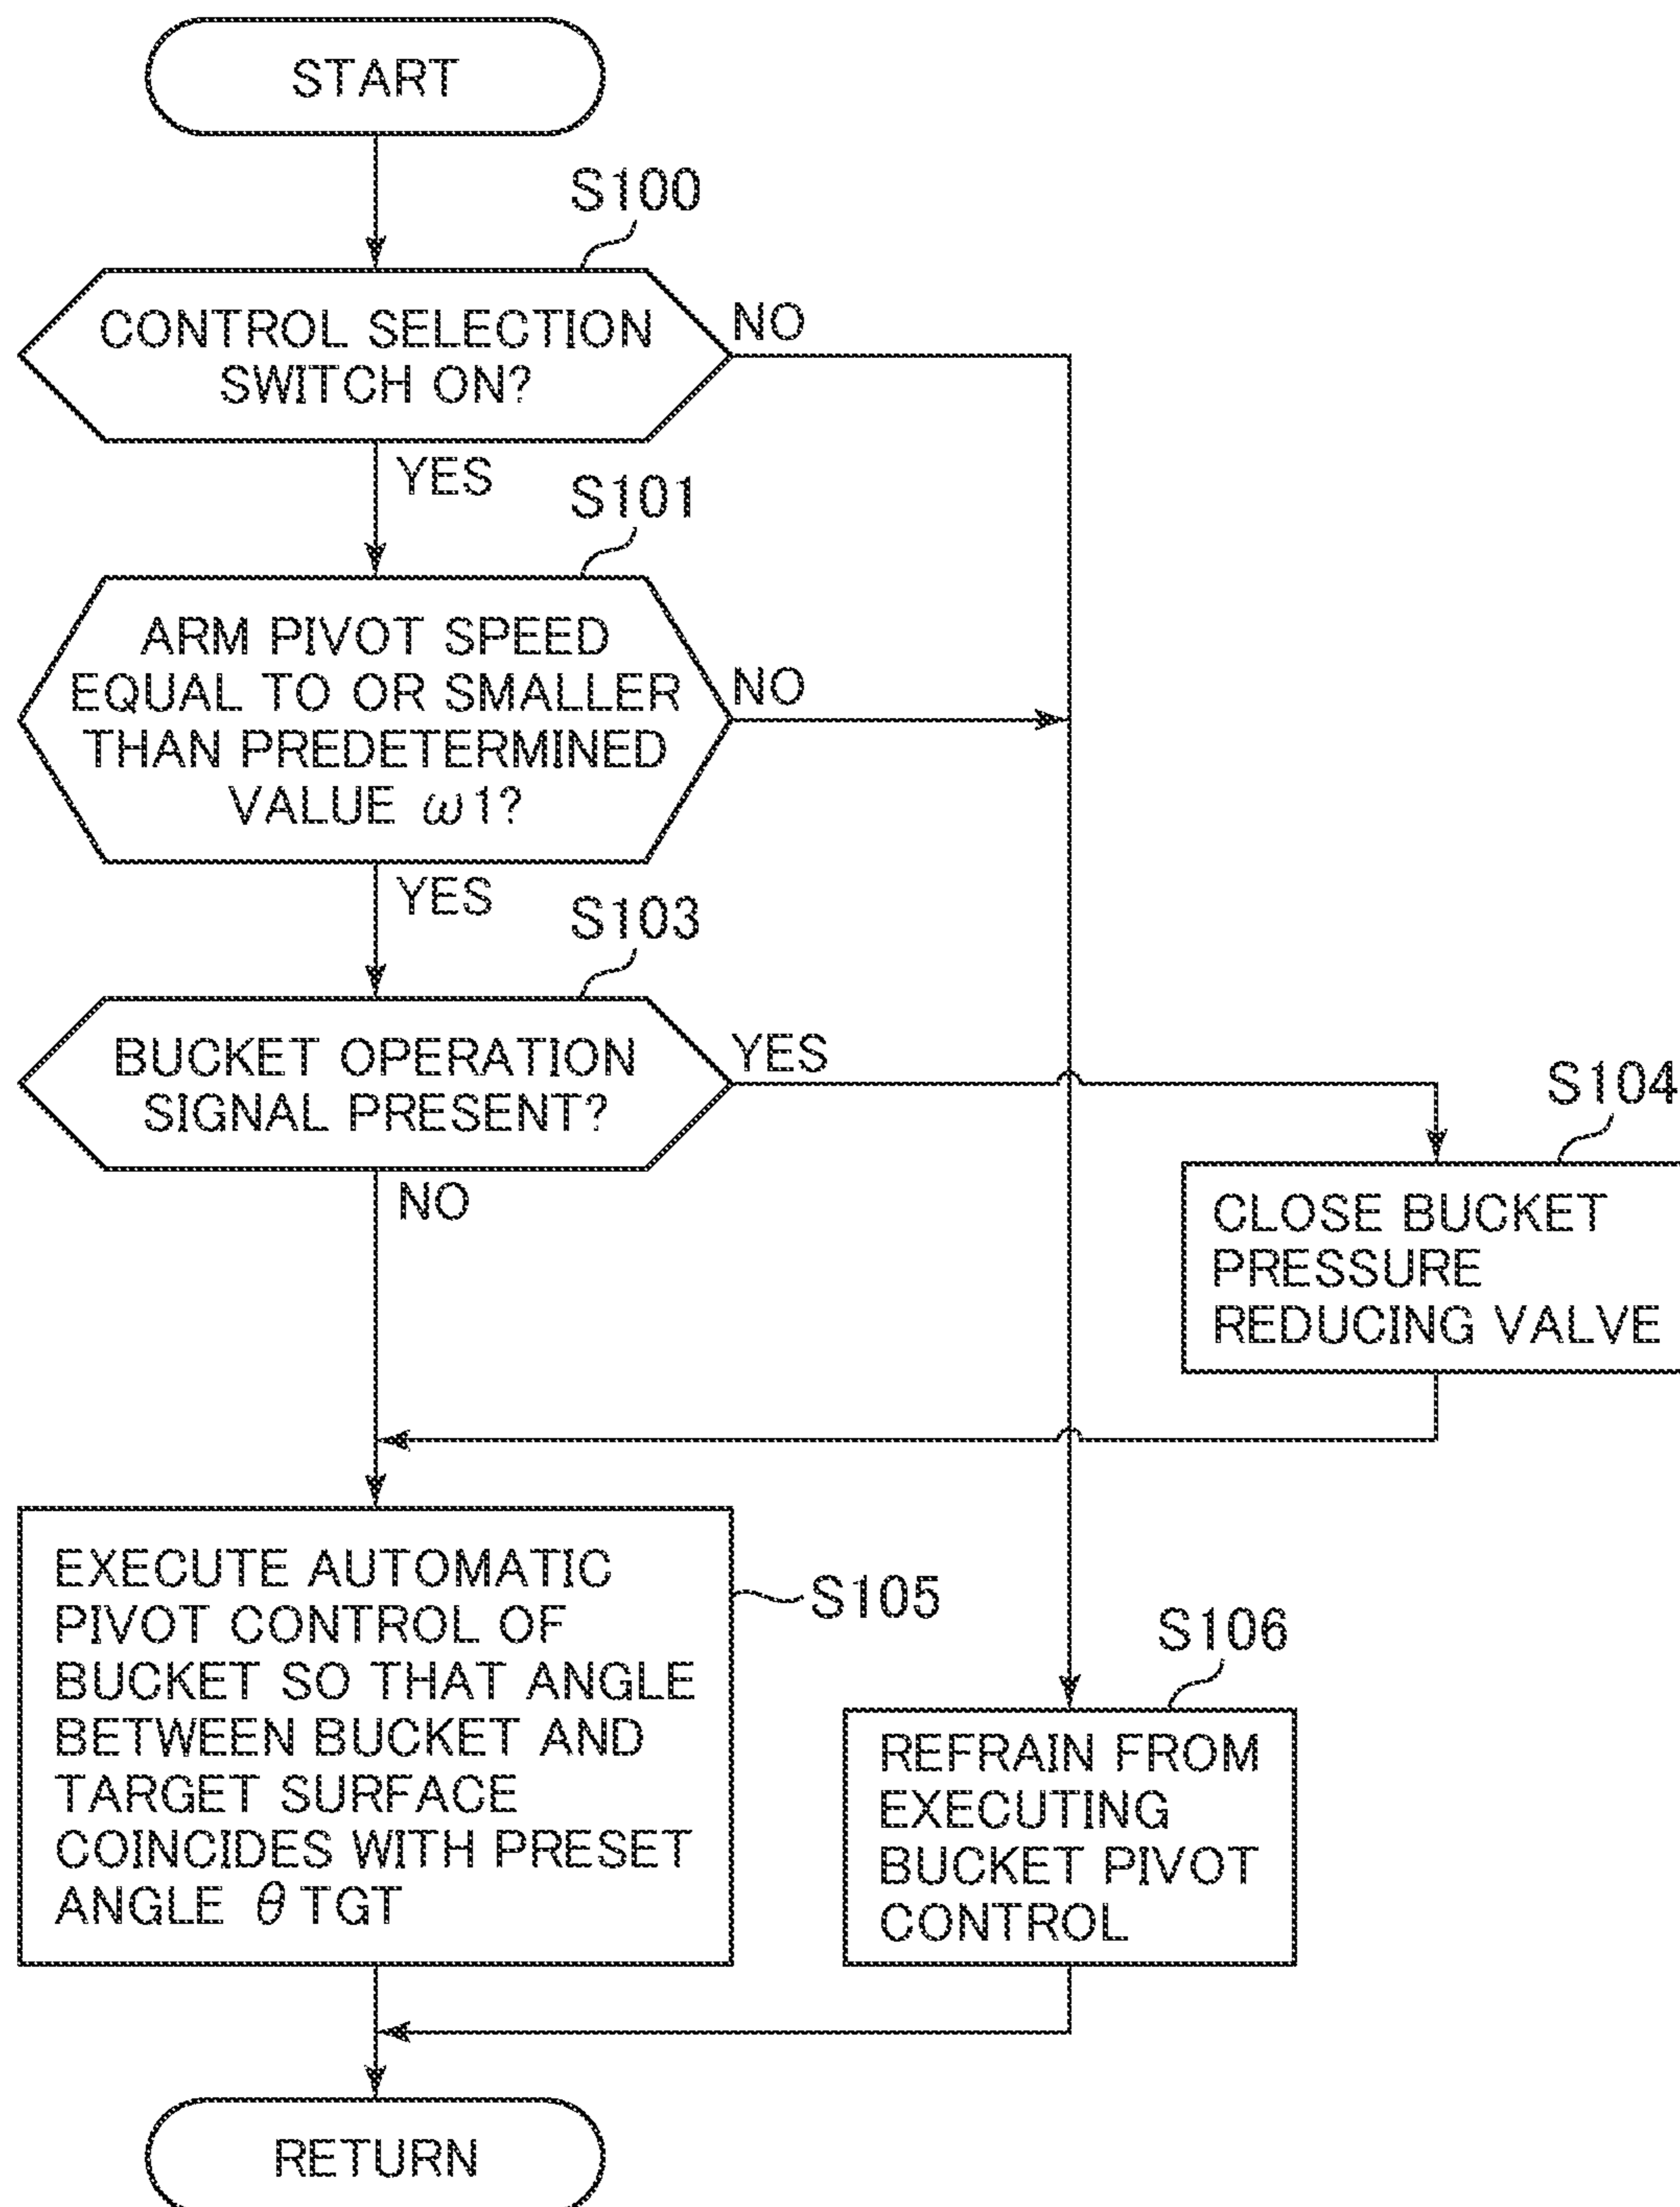 START
S100
CONTROL SELECTION
SWITCH ON?
NO
YES
S101
ARM PIVOT SPEED
EQUAL TO OR SMALLER
THAN PREDETERMINED
VALUE ω1?
NO
YES
S103
BUCKET OPERATION
SIGNAL PRESENT?
YES
NO
S104
CLOSE BUCKET
PRESSURE
REDUCING VALVE
EXECUTE AUTOMATIC
PIVOT CONTROL OF
BUCKET SO THAT ANGLE
BETWEEN BUCKET AND
TARGET SURFACE
COINCIDES WITH PRESET
ANGLE θTGT
S105
S106
REFRAIN FROM
EXECUTING
BUCKET PIVOT
CONTROL
RETURN